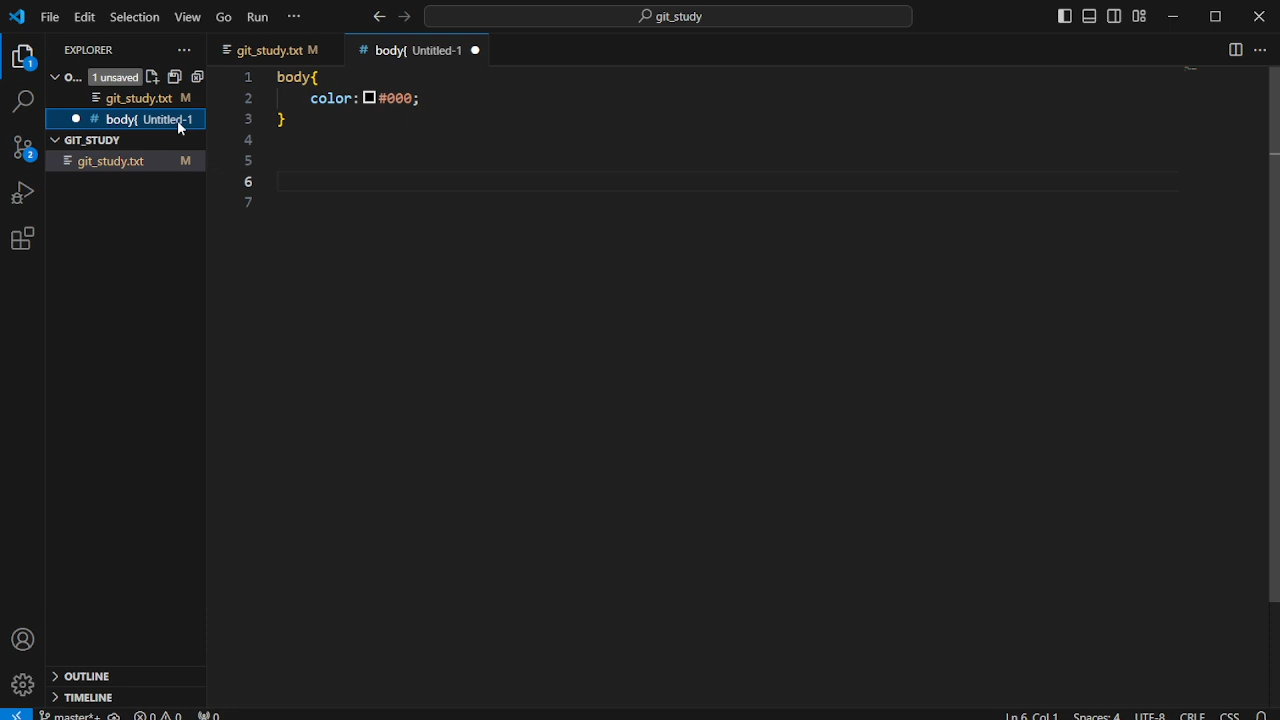 File Edit Selection View Go Run ··· git_study
EXPLORER ···
git_study.txt M
# body{ Untitled-1
O... 1 unsaved
git_study.txt M
# body{ Untitled-1
GIT_STUDY
git_study.txt M
1
2
1 body{
2 color: #000;
3 }
4
5
6
7
OUTLINE
TIMELINE
master*+ 0 0 0 Ln 6, Col 1 Spaces: 4 UTF-8 CRLF CSS